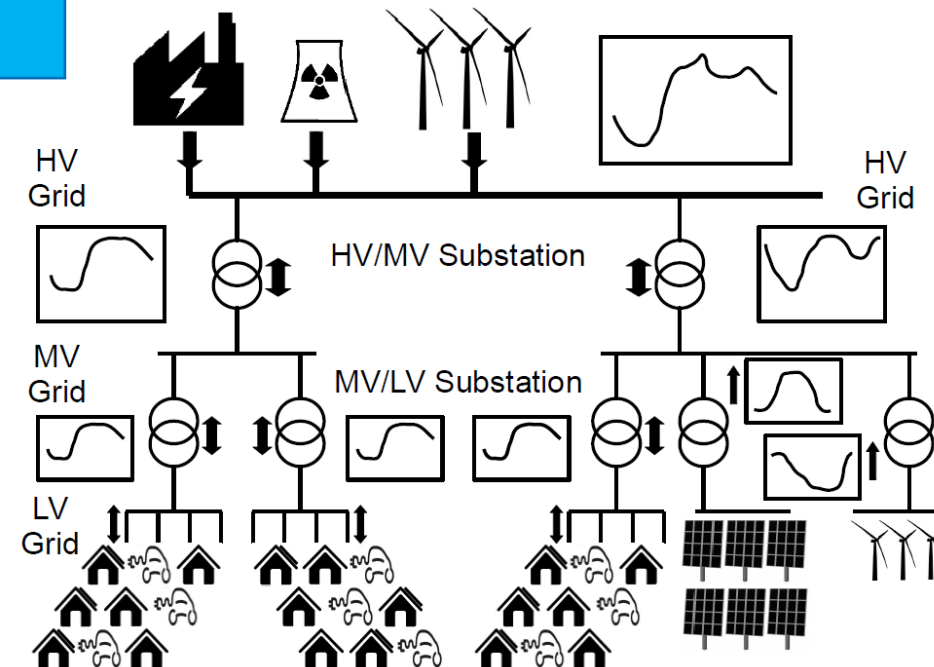 HV
Grid
HV
Grid
HV/MV Substation
MV
Grid
MV/LV Substation
LV
Grid